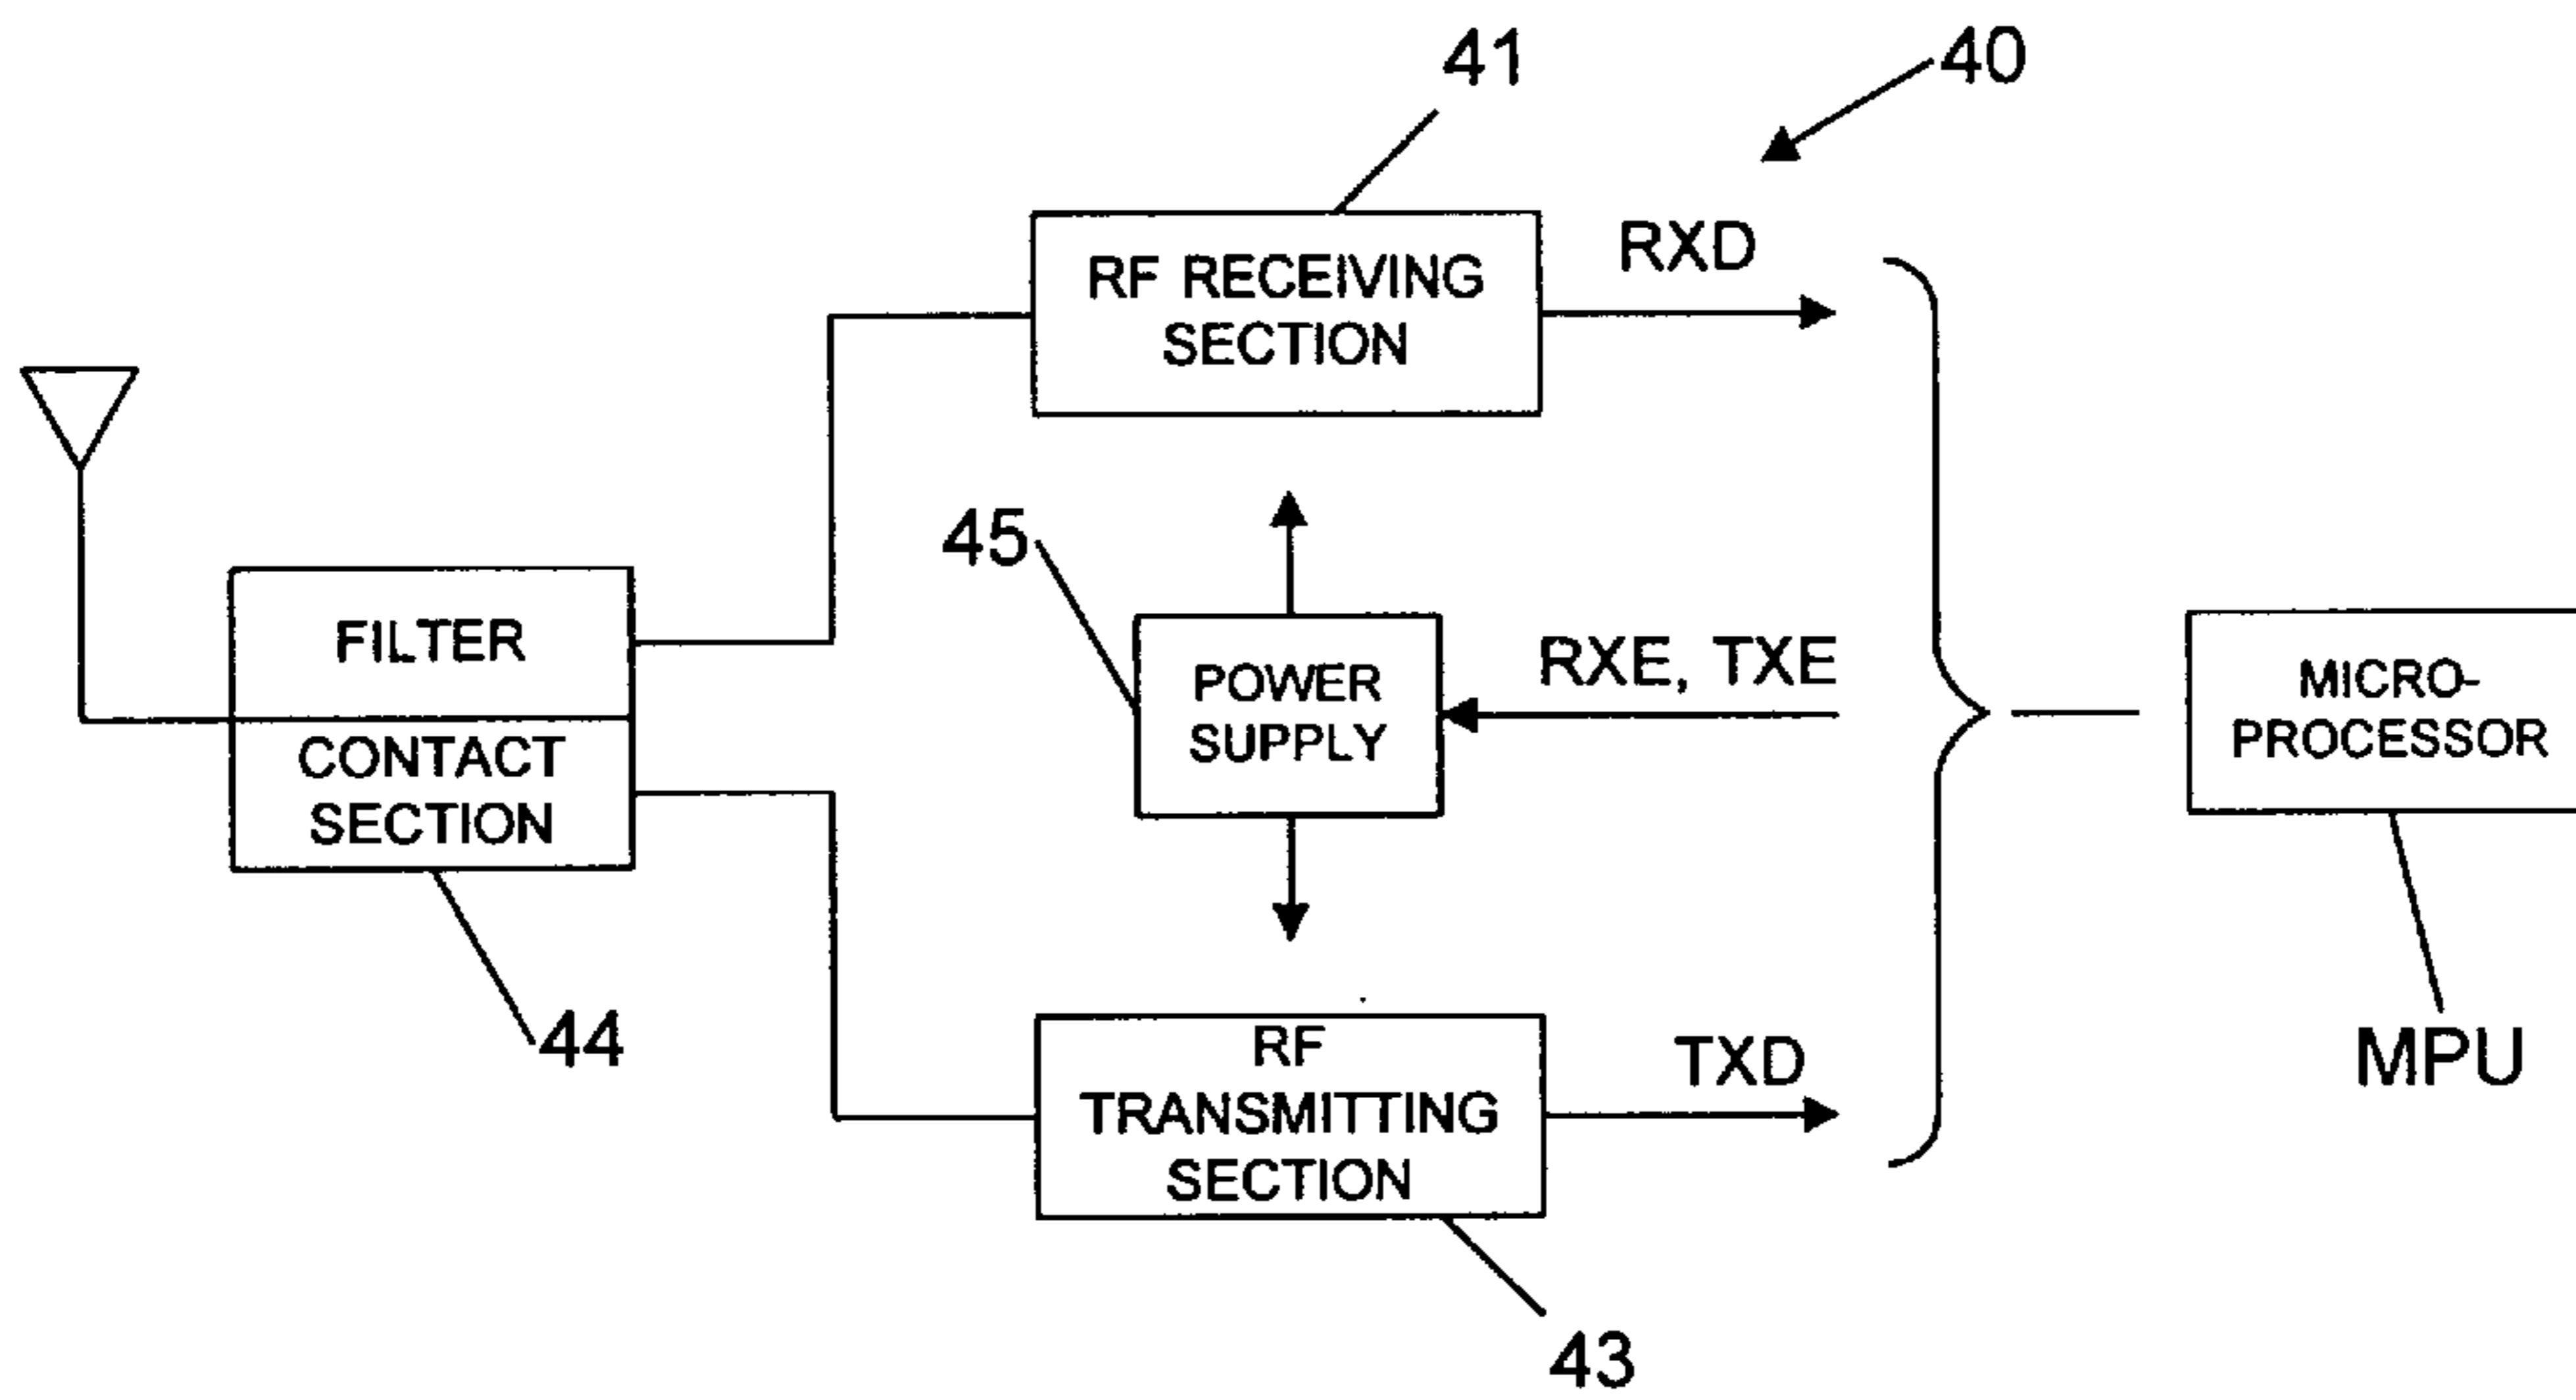 41
40
RF RECEIVING
SECTION
RXD
45
FILTER
CONTACT
SECTION
POWER
SUPPLY
RXE, TXE
MICRO-
PROCESSOR
44
RF
TRANSMITTING
SECTION
TXD
MPU
43